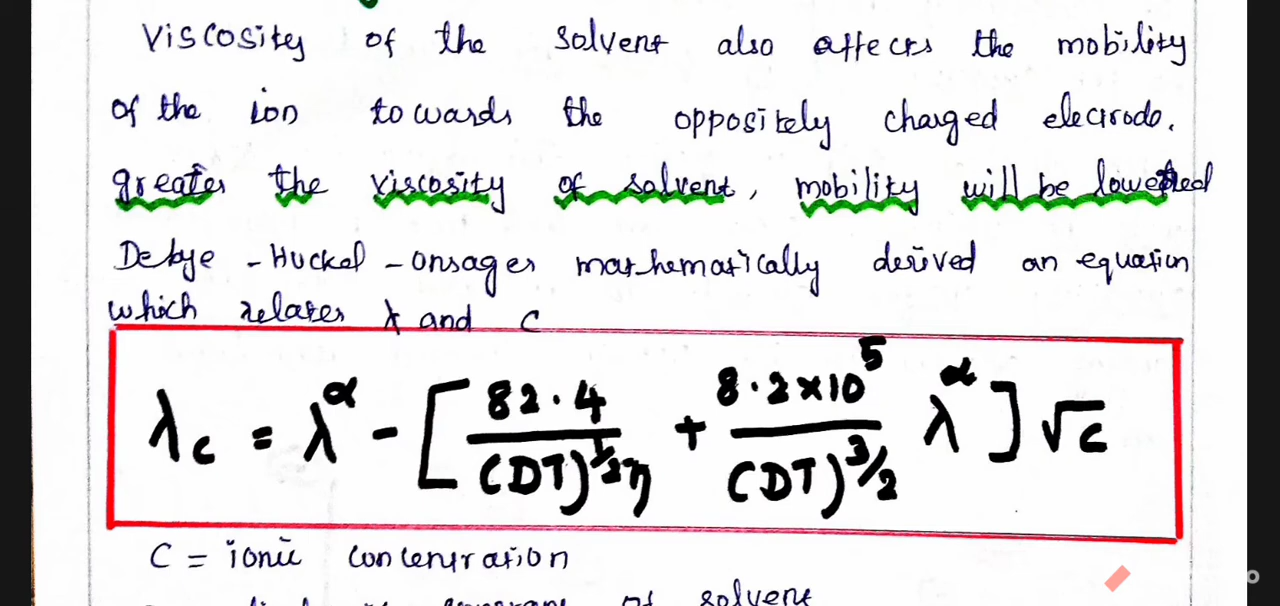 Viscosity of the solvent also affects the mobility
of the ion towards the oppositely charged electrode.
greater the viscosity of solvent, mobility will be lowered
Debye - Huckel - onsager mathematically derived an equation
which relates λ and C
λc = λ^α - [82.4/(DT)^1/2 η + 8.2×10^5/(DT)^3/2 λ^α] √c
C = ionic concentration
of solvent